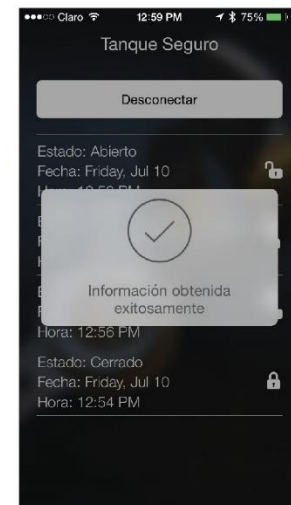 Claro 12:59 PM 75%
Tanque Seguro
Desconectar
Estado: Abierto
Fecha: Friday, Jul 10
Información obtenida
exitosamente
Hora: 12:56 PM
Estado: Cerrado
Fecha: Friday, Jul 10
Hora: 12:54 PM